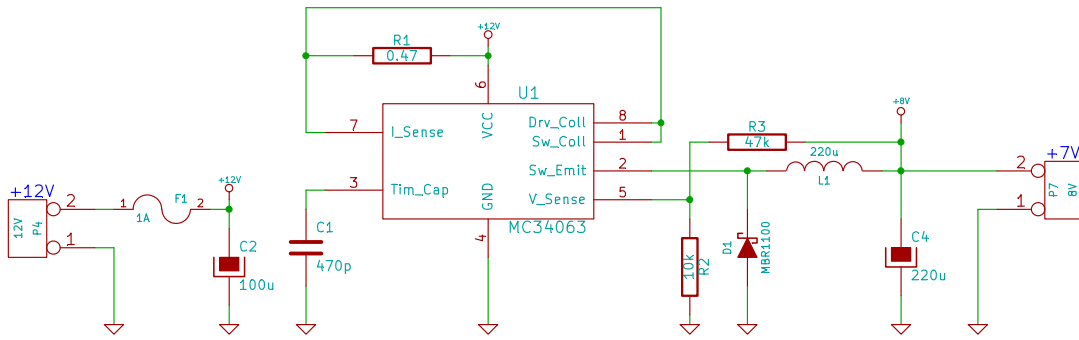 +12V
R1
0.47
6
U1
7
I_Sense
VCC
Drv_Coll
8
Sw_Coll
1
Sw_Emit
2
3
Tim_Cap
GND
V_Sense
5
4
MC34063
+12V
12V
P4
2
1
1
F1
1A
2
+12V
C2
100u
C1
470p
R3
47k
220u
L1
10k
R2
D1
MBR1100
+8V
C4
220u
+7V
2
1
P7
8V